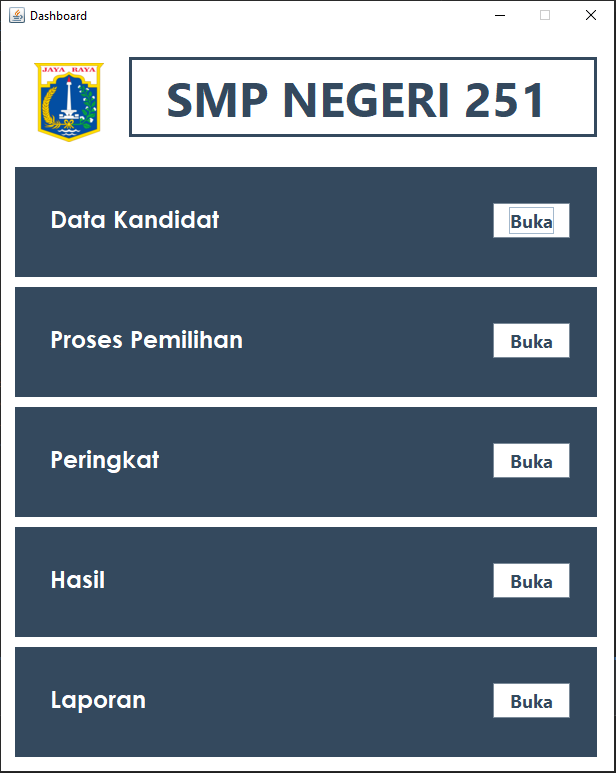 Dashboard
JAYA RAYA
SMP NEGERI 251
Data Kandidat
Buka
Proses Pemilihan
Buka
Peringkat
Buka
Hasil
Buka
Laporan
Buka